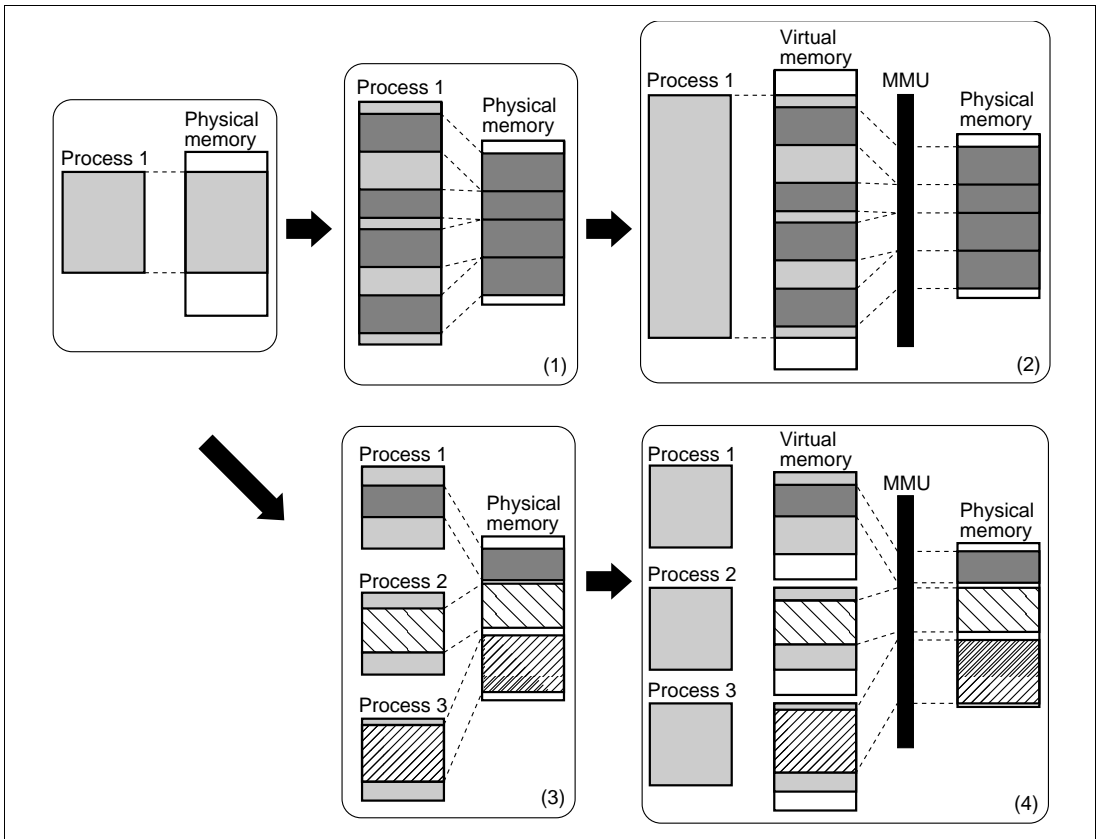 Process 1
Physical
memory
Process 1
Physical
memory
(1)
Process 1
Virtual
memory
MMU
Physical
memory
(2)
Process 1
Process 2
Process 3
Physical
memory
(3)
Process 1
Process 2
Process 3
Virtual
memory
MMU
Physical
memory
(4)